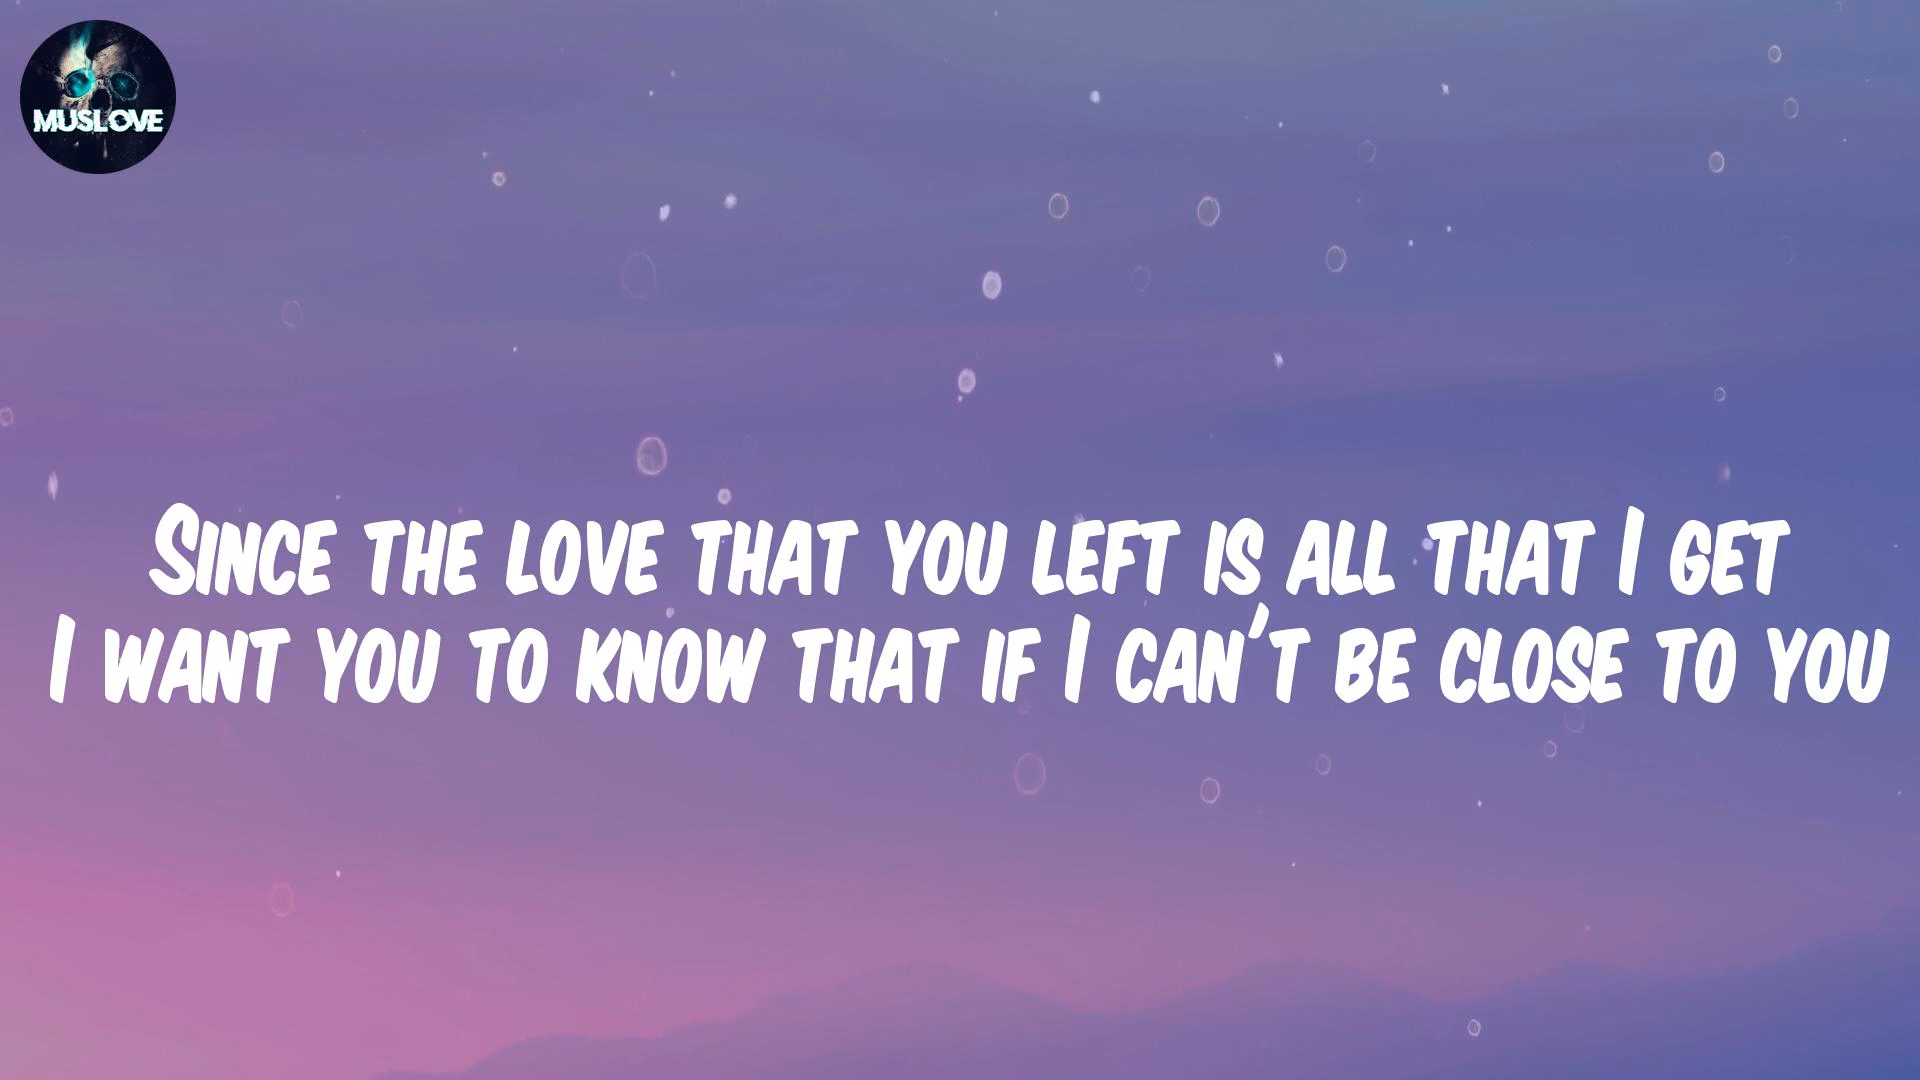 MUSLOVE
Since the love that you left is all that I get
I want you to know that if I can't be close to you